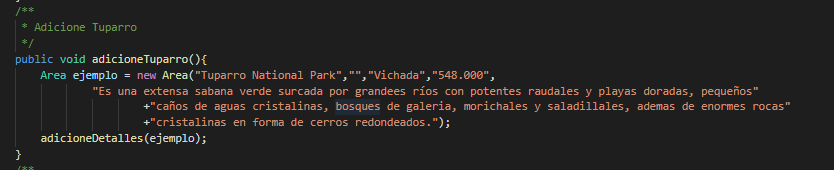 /**
* Adicione Tuparro
*/
public void adicioneTuparro(){
Area ejemplo = new Area("Tuparro National Park","","Vichada","548.000",
"Es una extensa sabana verde surcada por grandees ríos con potentes raudales y playas doradas, pequeños"
+"caños de aguas cristalinas, bosques de galeria, morichales y saladillales, ademas de enormes rocas"
+"cristalinas en forma de cerros redondeados.");
adicioneDetalles(ejemplo);
}
/**